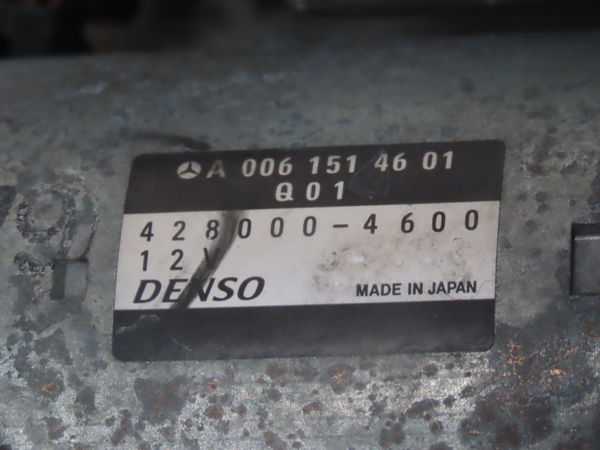 A 006 151 46 01
Q01
428000-4600
12V
DENSO
MADE IN JAPAN